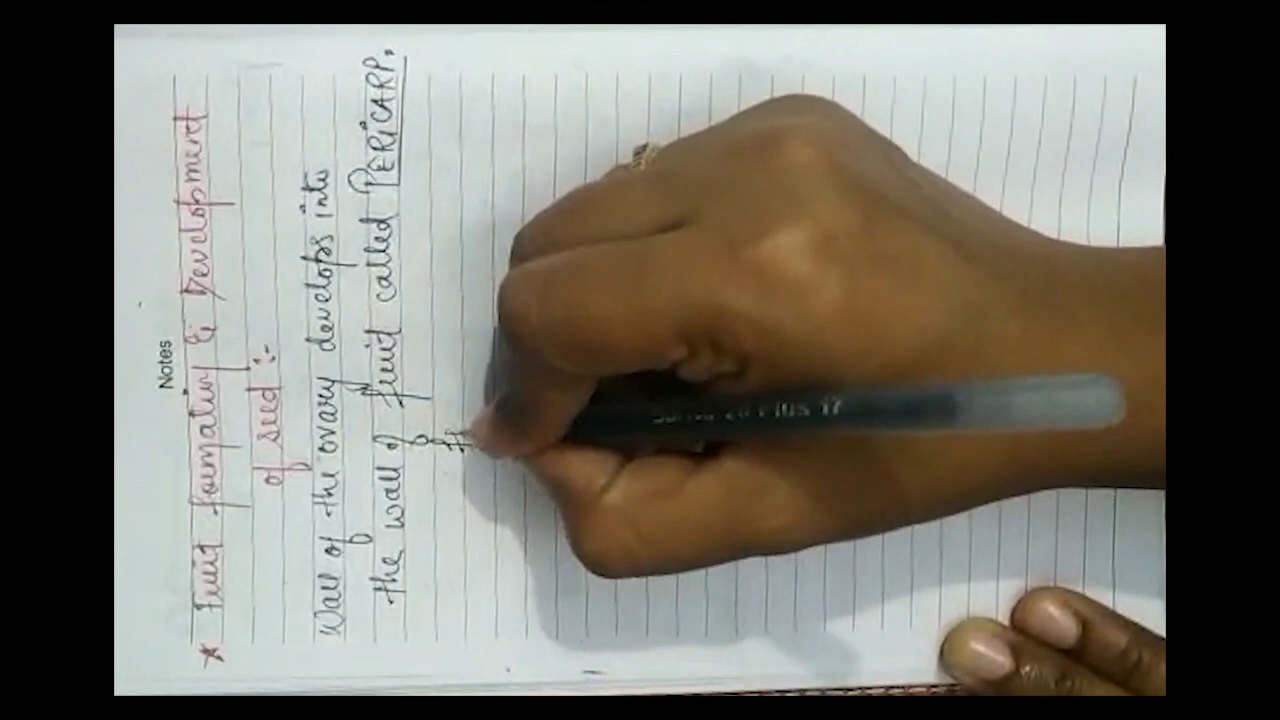 Notes
* Fruit formation & Development
of seed :-
Wall of the ovary develops into
the wall of fruit called PERICARP.